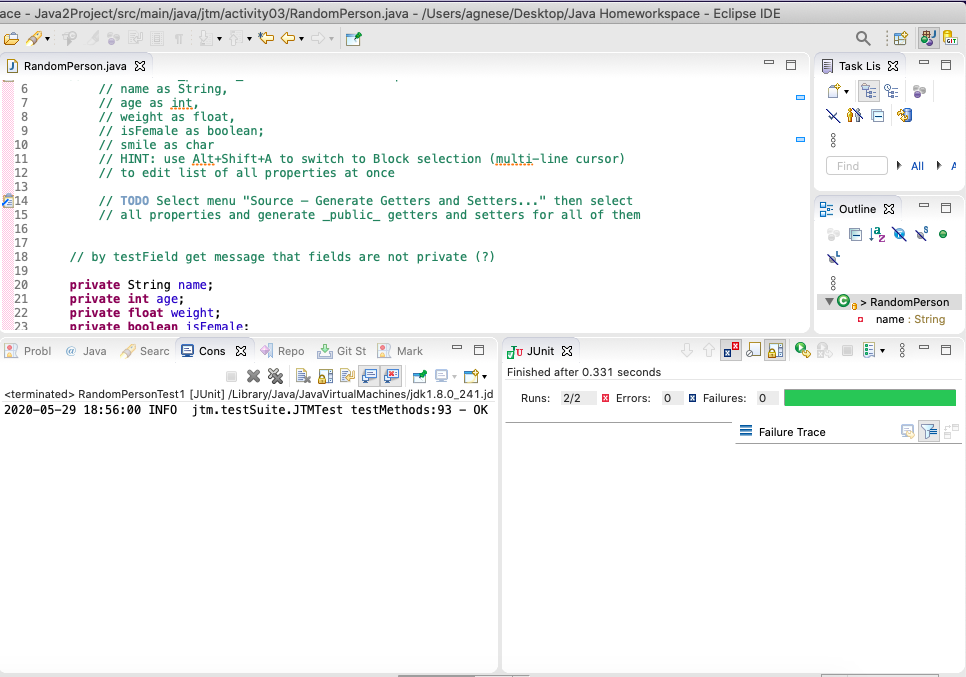 ace - Java2Project/src/main/java/jtm/activity03/RandomPerson.java - /Users/agnese/Desktop/Java Homeworkspace - Eclipse IDE
GIT
RandomPerson.java
Task Lis
6 // name as String,
7 // age as int,
8 // weight as float,
9 // isFemale as boolean;
10 // smile as char
11 // HINT: use Alt+Shift+A to switch to Block selection (multi-line cursor)
12 // to edit list of all properties at once
13
14 // TODO Select menu "Source — Generate Getters and Setters..." then select
15 // all properties and generate _public_ getters and setters for all of them
16
17
18 // by testField get message that fields are not private (?)
19
20 private String name;
21 private int age;
22 private float weight;
23 private boolean isFemale;
Find
All
A
Outline
> RandomPerson
name : String
Probl
Java
Searc
Cons
Repo
Git St
Mark
<terminated> RandomPersonTest1 [JUnit] /Library/Java/JavaVirtualMachines/jdk1.8.0_241.jd
2020-05-29 18:56:00 INFO  jtm.testSuite.JTMTest testMethods:93 - OK
JUnit
Finished after 0.331 seconds
Runs: 2/2 Errors: 0 Failures: 0
Failure Trace